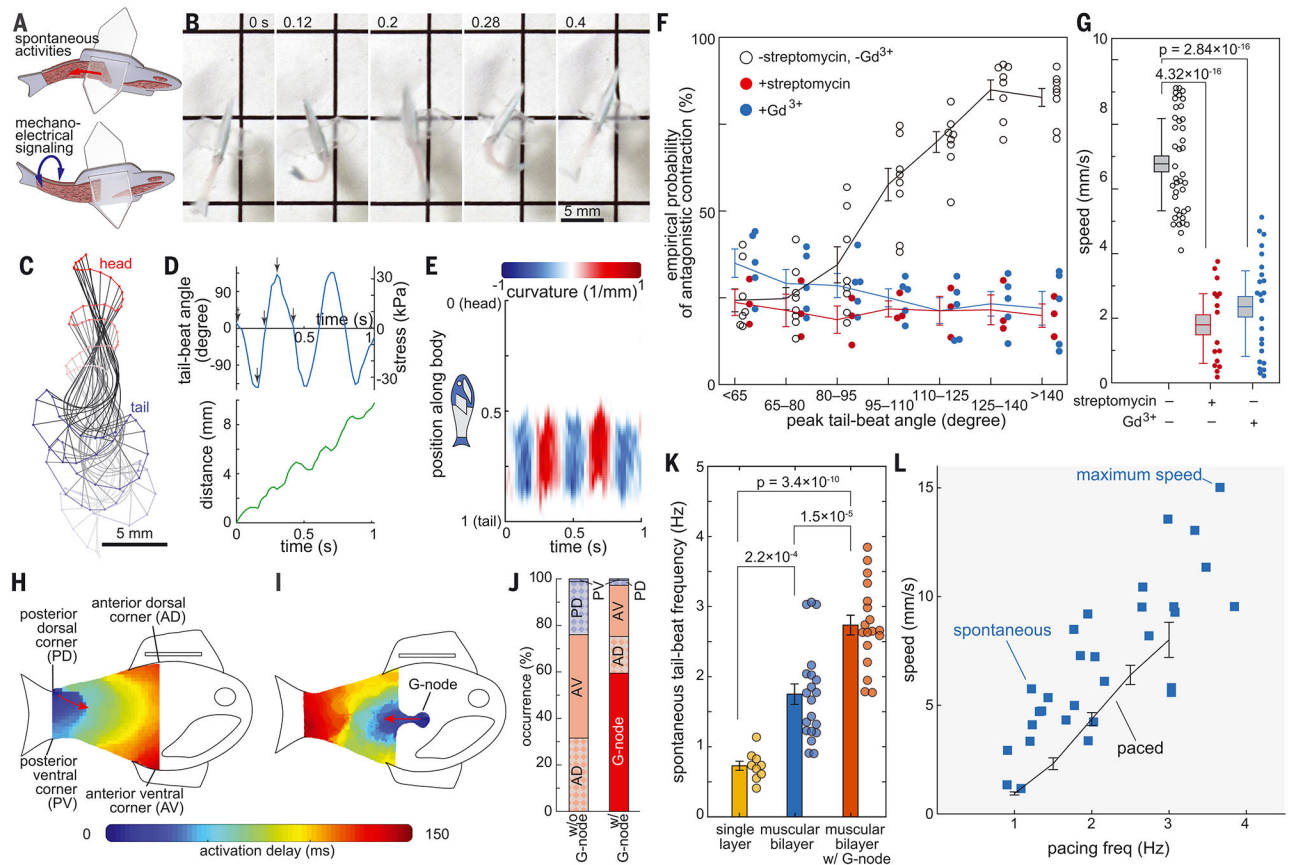 A
spontaneous
activities
mechano-
electrical
signaling
B
0 s
0.12
0.2
0.28
0.4
5 mm
C
head
tail
5 mm
D
tail-beat angle
(degree)
90
0
-90
time (s)
0.5
1
30
0
-30
stress (kPa)
distance (mm)
8
4
0
0
0.5
1
time (s)
E
-1
1
curvature (1/mm)
position along body
0 (head)
0.5
1 (tail)
0
0.5
1
time (s)
F
empirical probability
of antagonistic contraction (%)
100
50
0
-streptomycin, -Gd3+
+streptomycin
+Gd 3+
<65
65–80
80–95
95–110
110–125
125–140
>140
peak tail-beat angle (degree)
G
speed (mm/s)
10
8
6
4
2
0
p = 2.84×10-16
4.32×10-16
streptomycin
– + –
Gd3+
– – +
H
posterior
dorsal
corner
(PD)
anterior dorsal
corner (AD)
posterior
ventral
corner
(PV)
anterior ventral
corner (AV)
0
150
activation delay (ms)
I
G-node
J
occurrence (%)
100
80
60
40
20
0
PD
AV
AD
PV
PD
AV
AD
G-node
w/o
G-node
w/
G-node
K
spontaneous tail-beat frequency (Hz)
5
4
3
2
1
0
p = 3.4×10-10
1.5×10-5
2.2×10-4
single
layer
muscular
bilayer
muscular
bilayer
w/ G-node
L
speed (mm/s)
15
10
5
0
maximum speed
spontaneous
paced
1
2
3
4
pacing freq (Hz)